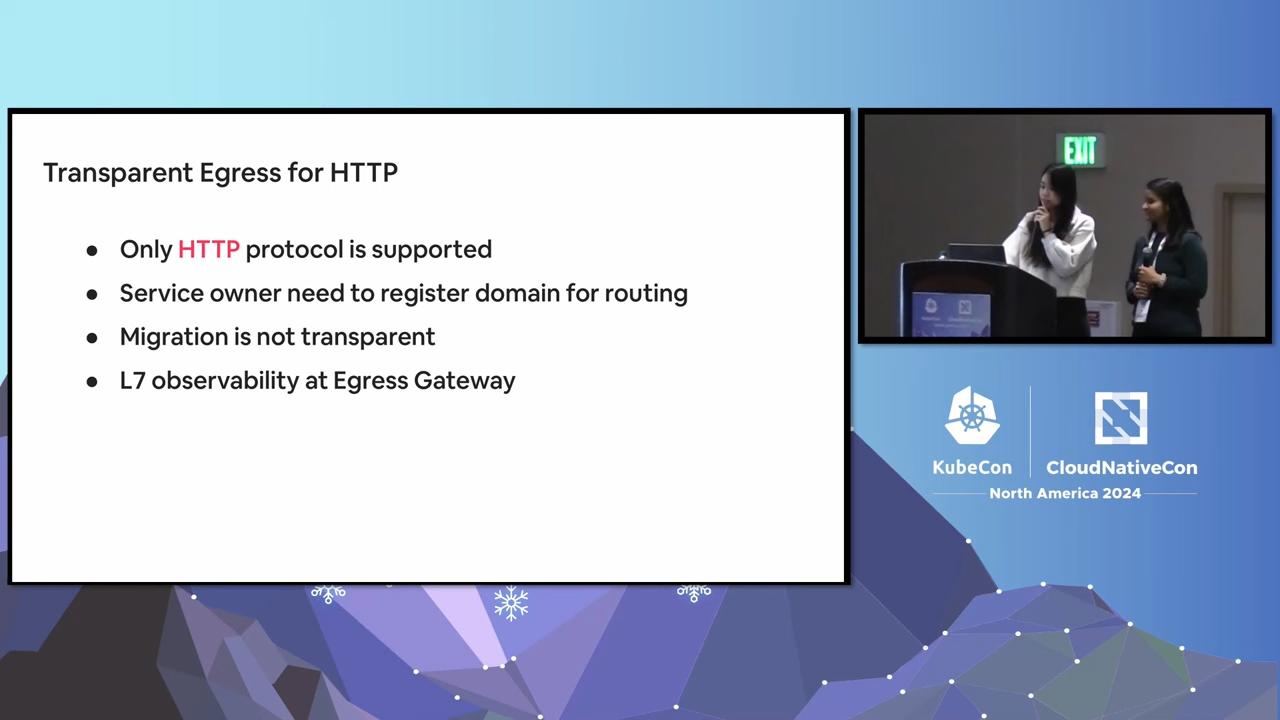 Transparent Egress for HTTP
● Only HTTP protocol is supported
● Service owner need to register domain for routing
● Migration is not transparent
● L7 observability at Egress Gateway
EXIT
KubeCon
CloudNativeCon
North America 2024